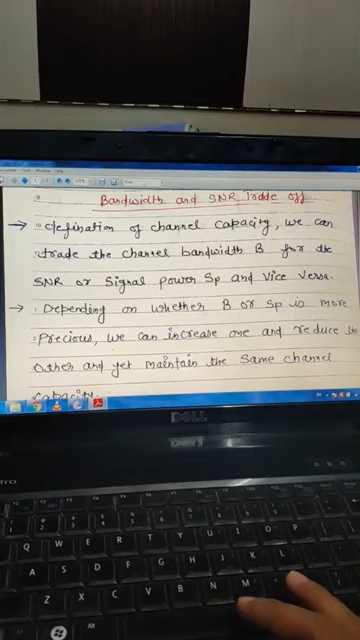 Bandwidth and SNR Trade off
→ defination of channel capacity, we can
trade the channel bandwidth B for the
SNR or Signal power Sp and Vice Versa.
→ Depending on whether B or Sp is more
Precious, we can increase one and reduce the
Other and yet maintain the Same channel
capacity.
DELL
Q W E R T Y U I O P
A S D F G H J K L
Z X C V B N M